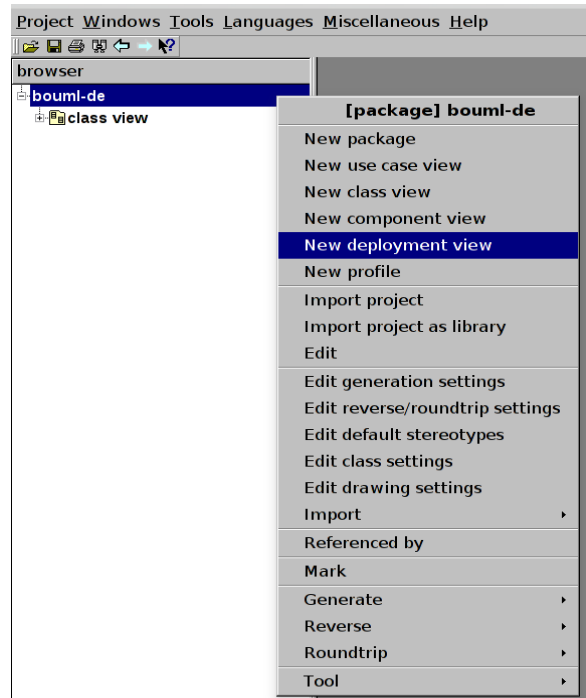 Project Windows Tools Languages Miscellaneous Help
browser
bouml-de
class view
[package] bouml-de
New package
New use case view
New class view
New component view
New deployment view
New profile
Import project
Import project as library
Edit
Edit generation settings
Edit reverse/roundtrip settings
Edit default stereotypes
Edit class settings
Edit drawing settings
Import
Referenced by
Mark
Generate
Reverse
Roundtrip
Tool